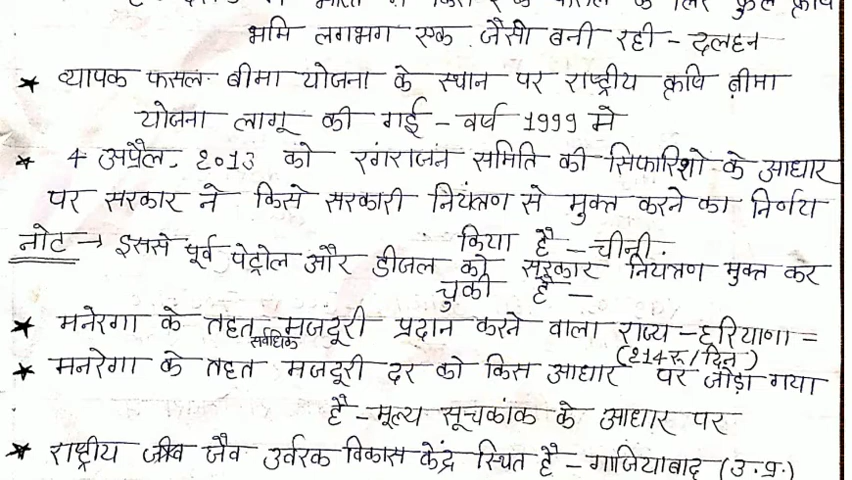 भूमि लगभग एक जैसी बनी रही - दलहन
* व्यापक फसल बीमा योजना के स्थान पर राष्ट्रीय कृषि बीमा
योजना लागू की गई - वर्ष 1999 मे
* 4 अप्रैल, 2013 को रंगराजन समिति की सिफारिशो के आधार
पर सरकार ने किसे सरकारी नियंत्रण से मुक्त करने का निर्णय
किया है - चीनी
नोट → इससे पूर्व पेट्रोल और डीजल को सरकार नियंत्रण मुक्त कर
चुकी है -
* मनेरगा के तहत सर्वाधिक मजदूरी प्रदान करने वाला राज्य - हरियाणा -
(214रू/दिन)
* मनरेगा के तहत मजदूरी दर को किस आधार पर जोड़ा गया
है - मूल्य सूचकांक के आधार पर
* राष्ट्रीय जीव जैव उर्वरक विकास केंद्र स्थित है - गाजियाबाद (उ.प्र.)